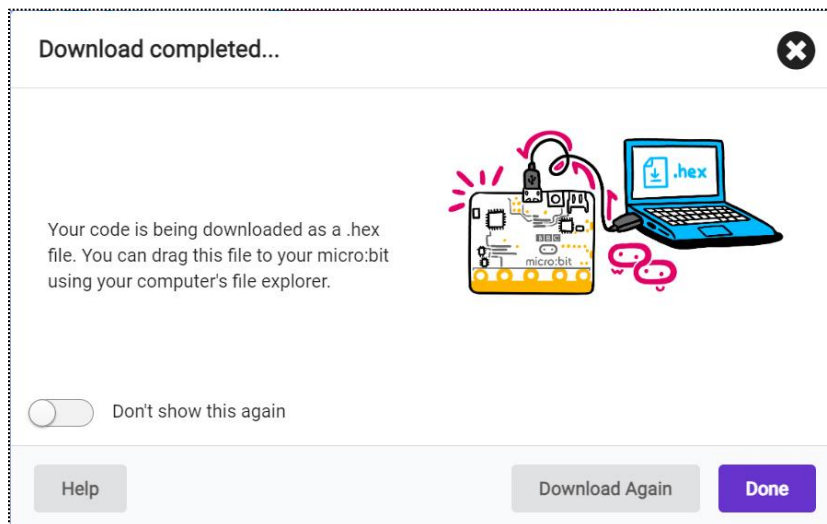 Download completed...
.hex
BBC
micro:bit
Your code is being downloaded as a .hex
file. You can drag this file to your micro:bit
using your computer's file explorer.
Don't show this again
Help
Download Again
Done